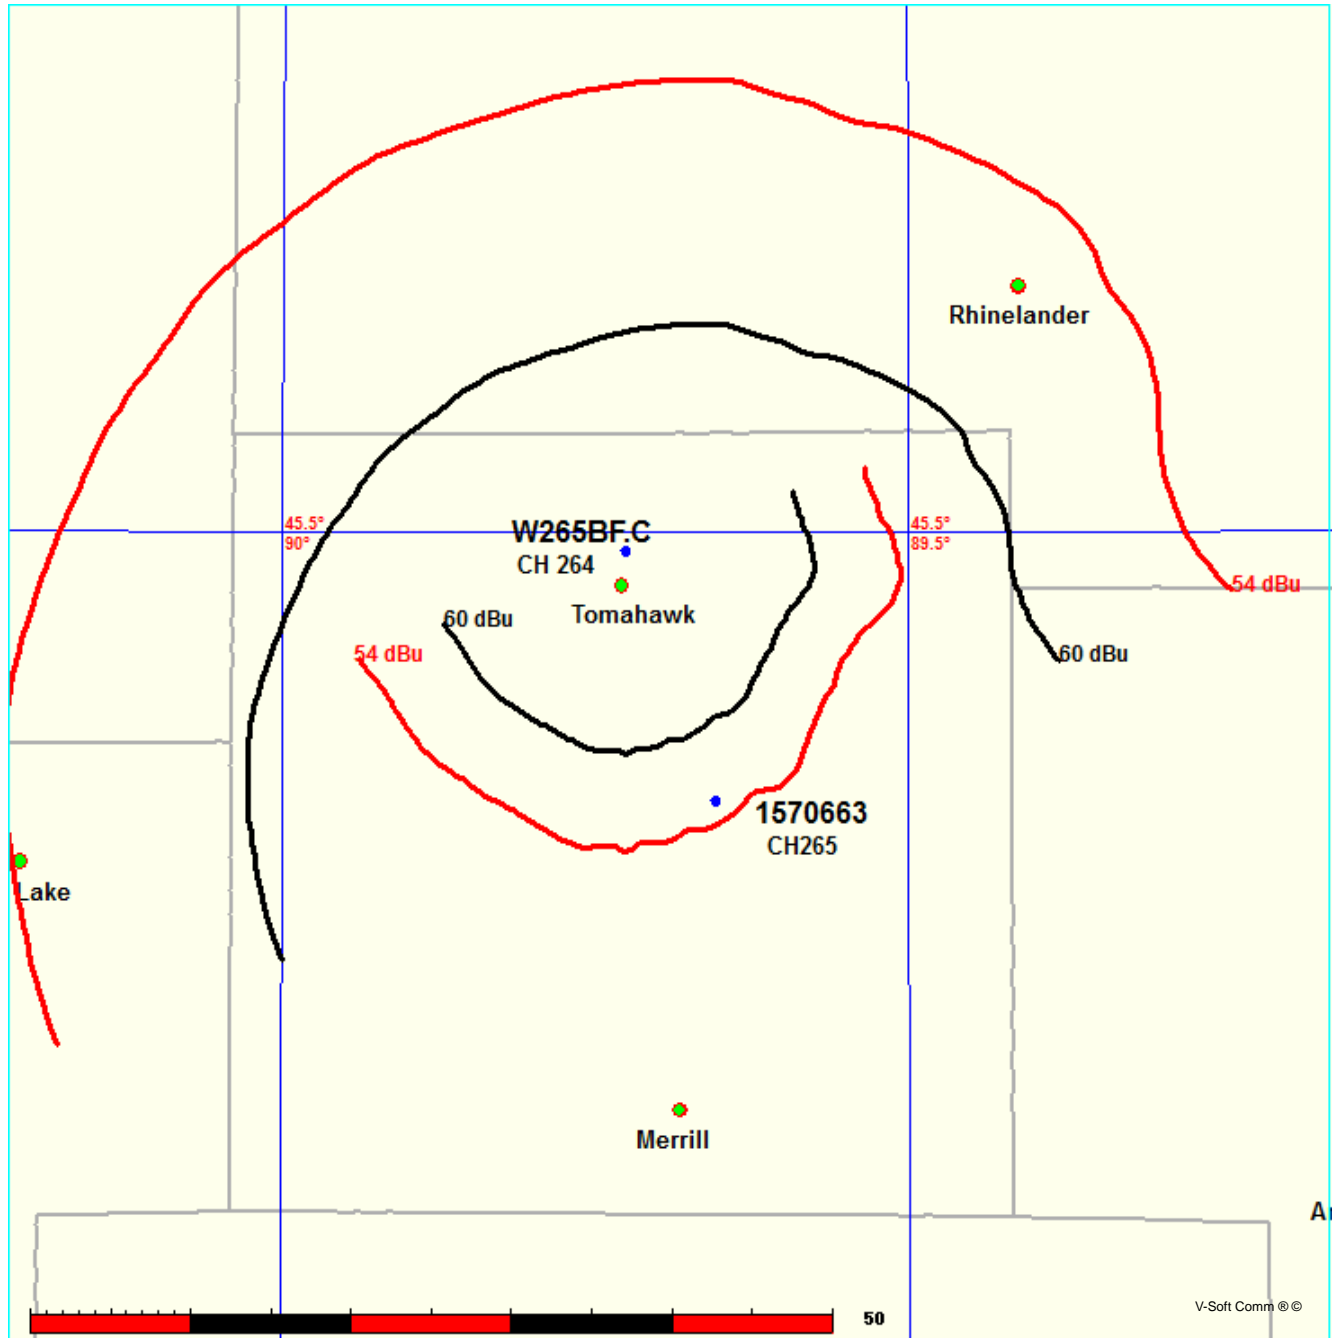 Rhinelander
45.5°
90°
W265BF.C
CH 264
45.5°
89.5°
Tomahawk
60 dBu
54 dBu
54 dBu
60 dBu
1570663
CH265
Lake
Merrill
Ar
V-Soft Comm ® ©
50